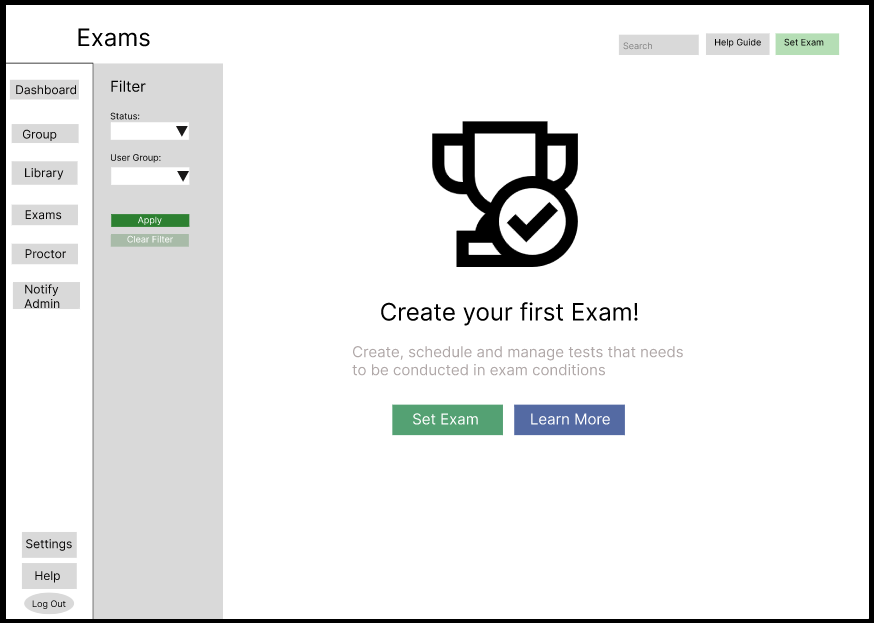 Exams
Search
Help Guide
Set Exam
Dashboard
Group
Library
Exams
Proctor
Notify
Admin
Settings
Help
Log Out
Filter
Status:
User Group:
Apply
Clear Filter
Create your first Exam!
Create, schedule and manage tests that needs
to be conducted in exam conditions
Set Exam
Learn More